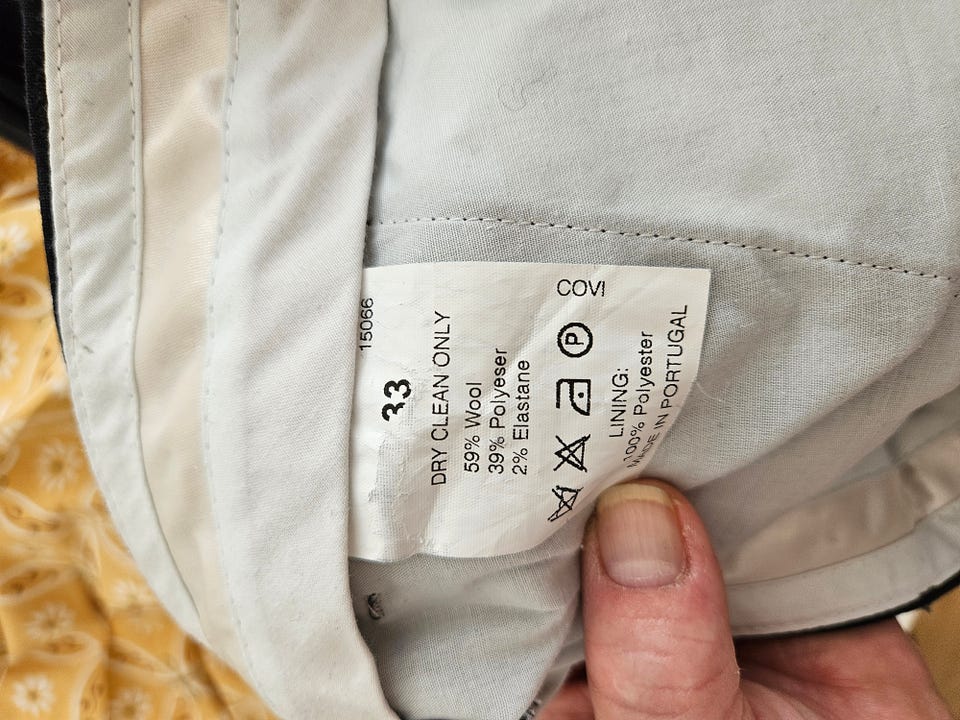 15066
33
DRY CLEAN ONLY
59% Wool
39% Polyeser
2% Elastane
COVI
P
LINING:
100% Polyester
MADE IN PORTUGAL